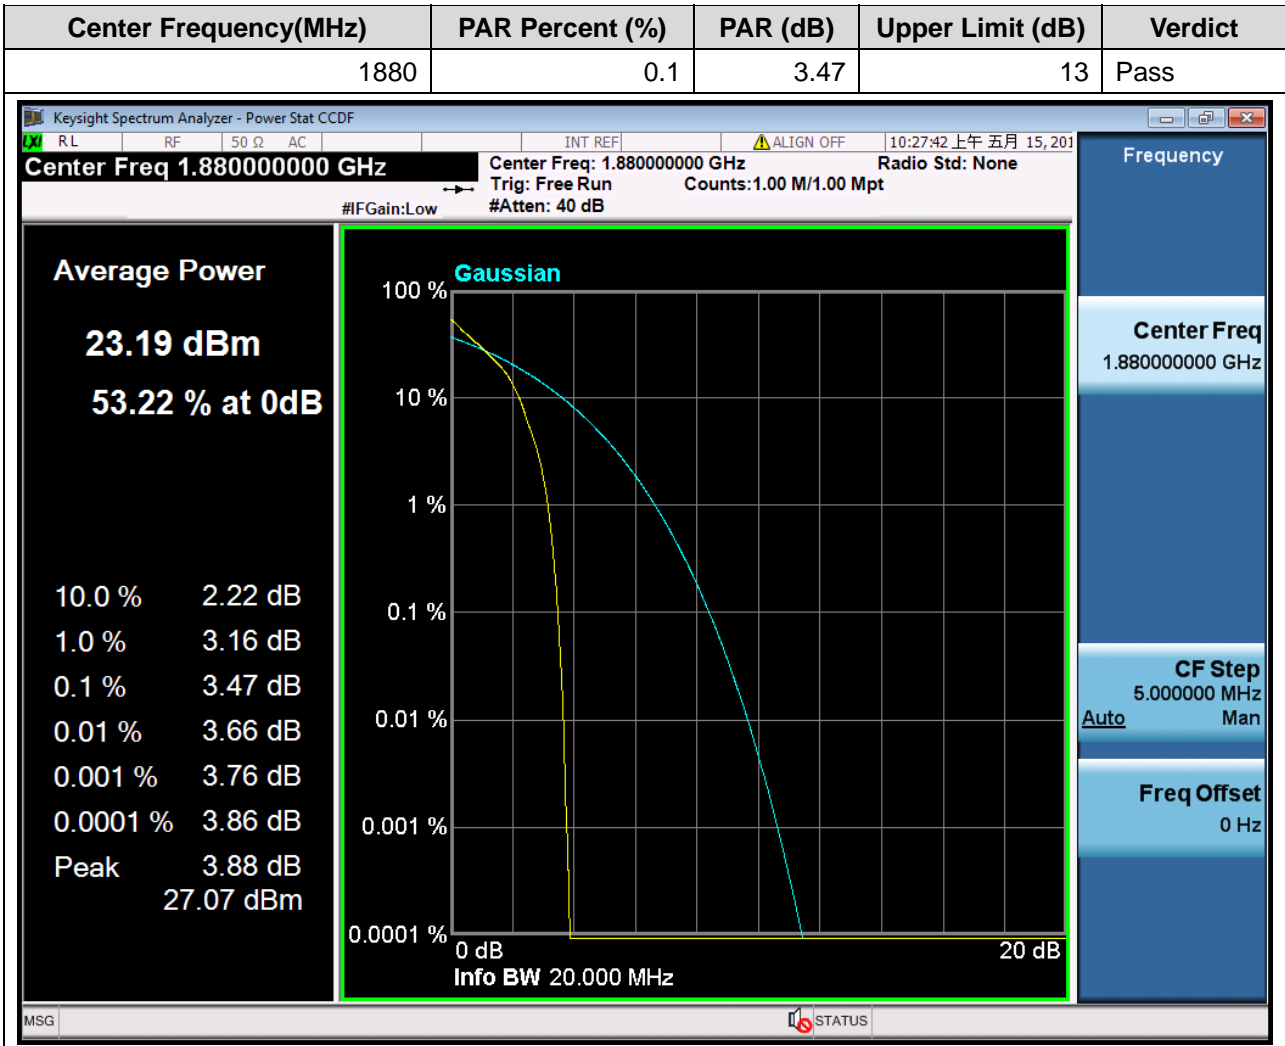 Center Frequency(MHz) PAR Percent (%) PAR (dB) Upper Limit (dB) Verdict
1880 0.1 3.47 13 Pass
Keysight Spectrum Analyzer - Power Stat CCDF
LXI RL RF 50 Ω AC INT REF ALIGN OFF 10:27:42 上午 五月 15, 201
Center Freq 1.880000000 GHz
Center Freq: 1.880000000 GHz Radio Std: None
Trig: Free Run Counts:1.00 M/1.00 Mpt
#IFGain:Low #Atten: 40 dB
Frequency
Average Power
23.19 dBm
53.22 % at 0dB
10.0 % 2.22 dB
1.0 % 3.16 dB
0.1 % 3.47 dB
0.01 % 3.66 dB
0.001 % 3.76 dB
0.0001 % 3.86 dB
Peak 3.88 dB
27.07 dBm
Gaussian
100 %
10 %
1 %
0.1 %
0.01 %
0.001 %
0.0001 %
0 dB 20 dB
Info BW 20.000 MHz
Center Freq
1.880000000 GHz
CF Step
5.000000 MHz
Auto Man
Freq Offset
0 Hz
MSG STATUS